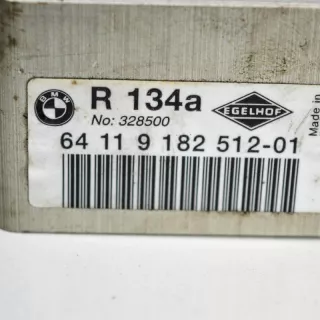 BMW
R 134a
EGELHOF
Made in
No: 328500
64 11 9 182 512-01